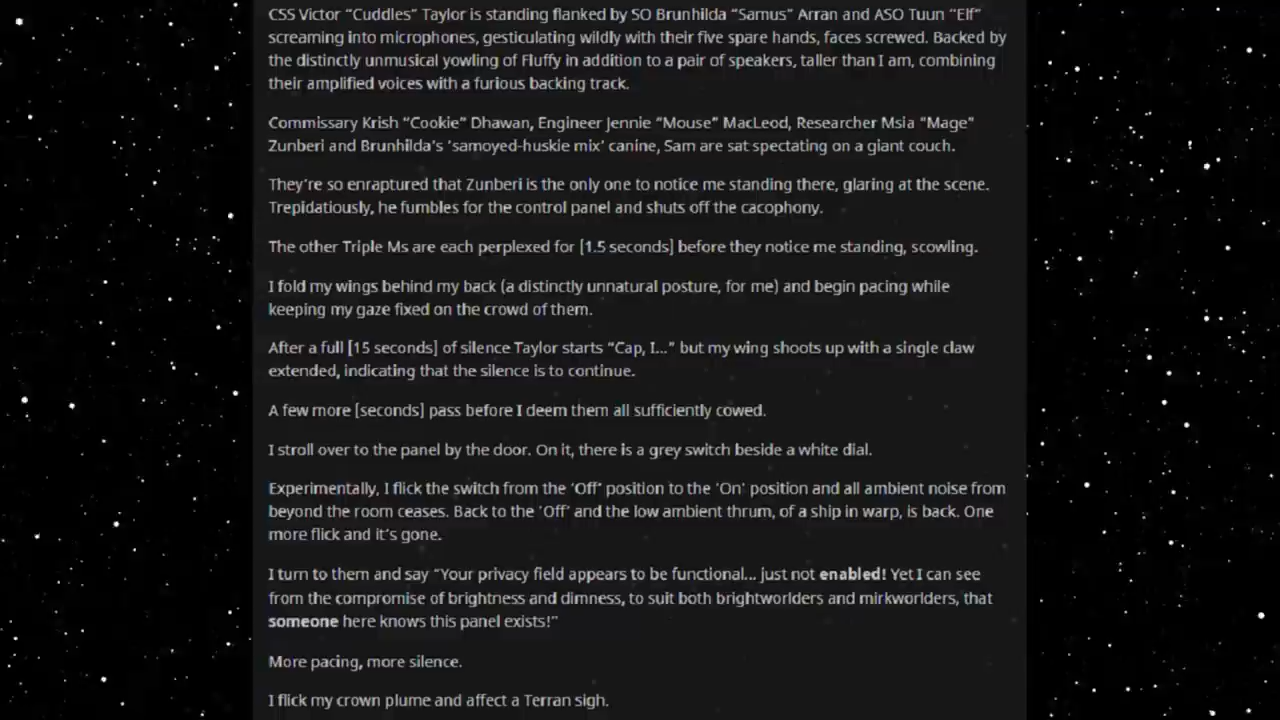 CSS Victor “Cuddles” Taylor is standing flanked by SO Brunhilda “Samus” Arran and ASO Tuun “Elf”
screaming into microphones, gesticulating wildly with their five spare hands, faces screwed. Backed by
the distinctly unmusical yowling of Fluffy in addition to a pair of speakers, taller than I am, combining
their amplified voices with a furious backing track.
Commissary Krish “Cookie” Dhawan, Engineer Jennie “Mouse” MacLeod, Researcher Msia “Mage”
Zunberi and Brunhilda’s ‘samoyed-huskie mix’ canine, Sam are sat spectating on a giant couch.
They’re so enraptured that Zunberi is the only one to notice me standing there, glaring at the scene.
Trepidatiously, he fumbles for the control panel and shuts off the cacophony.
The other Triple Ms are each perplexed for [1.5 seconds] before they notice me standing, scowling.
I fold my wings behind my back (a distinctly unnatural posture, for me) and begin pacing while
keeping my gaze fixed on the crowd of them.
After a full [15 seconds] of silence Taylor starts “Cap, I...” but my wing shoots up with a single claw
extended, indicating that the silence is to continue.
A few more [seconds] pass before I deem them all sufficiently cowed.
I stroll over to the panel by the door. On it, there is a grey switch beside a white dial.
Experimentally, I flick the switch from the ‘Off’ position to the ‘On’ position and all ambient noise from
beyond the room ceases. Back to the ‘Off’ and the low ambient thrum, of a ship in warp, is back. One
more flick and it’s gone.
I turn to them and say “Your privacy field appears to be functional... just not enabled! Yet I can see
from the compromise of brightness and dimness, to suit both brightworlders and mirkworlders, that
someone here knows this panel exists!”
More pacing, more silence.
I flick my crown plume and affect a Terran sigh.